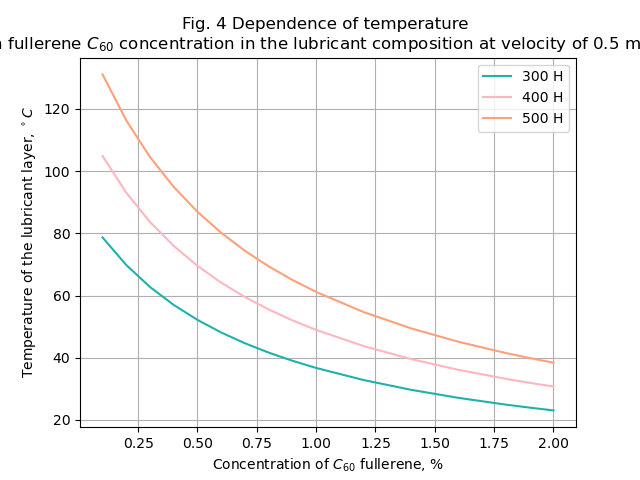 Fig. 4 Dependence of temperature
fullerene C₆₀ concentration in the lubricant composition at velocity of 0.5
300 H
400 H
500 H
Temperature of the lubricant layer, °C
120
100
80
60
40
20
0.25 0.50 0.75 1.00 1.25 1.50 1.75 2.00
Concentration of C₆₀ fullerene, %